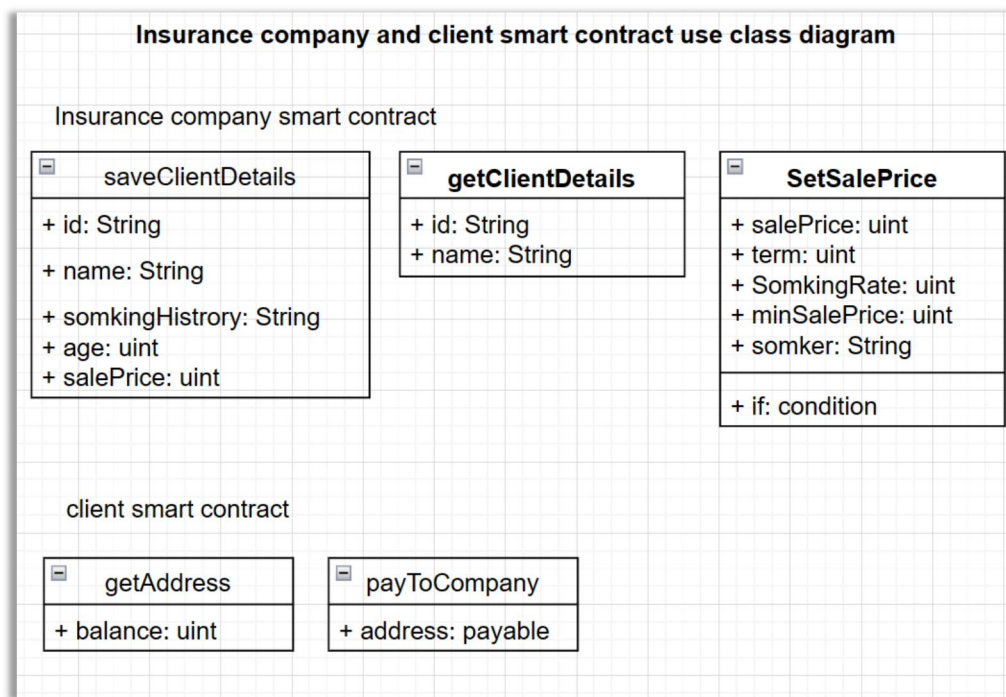 Insurance company and client smart contract use class diagram
Insurance company smart contract
saveClientDetails
+ id: String
+ name: String
+ somkingHistrory: String
+ age: uint
+ salePrice: uint
getClientDetails
+ id: String
+ name: String
SetSalePrice
+ salePrice: uint
+ term: uint
+ SomkingRate: uint
+ minSalePrice: uint
+ somker: String
+ if: condition
client smart contract
getAddress
+ balance: uint
payToCompany
+ address: payable